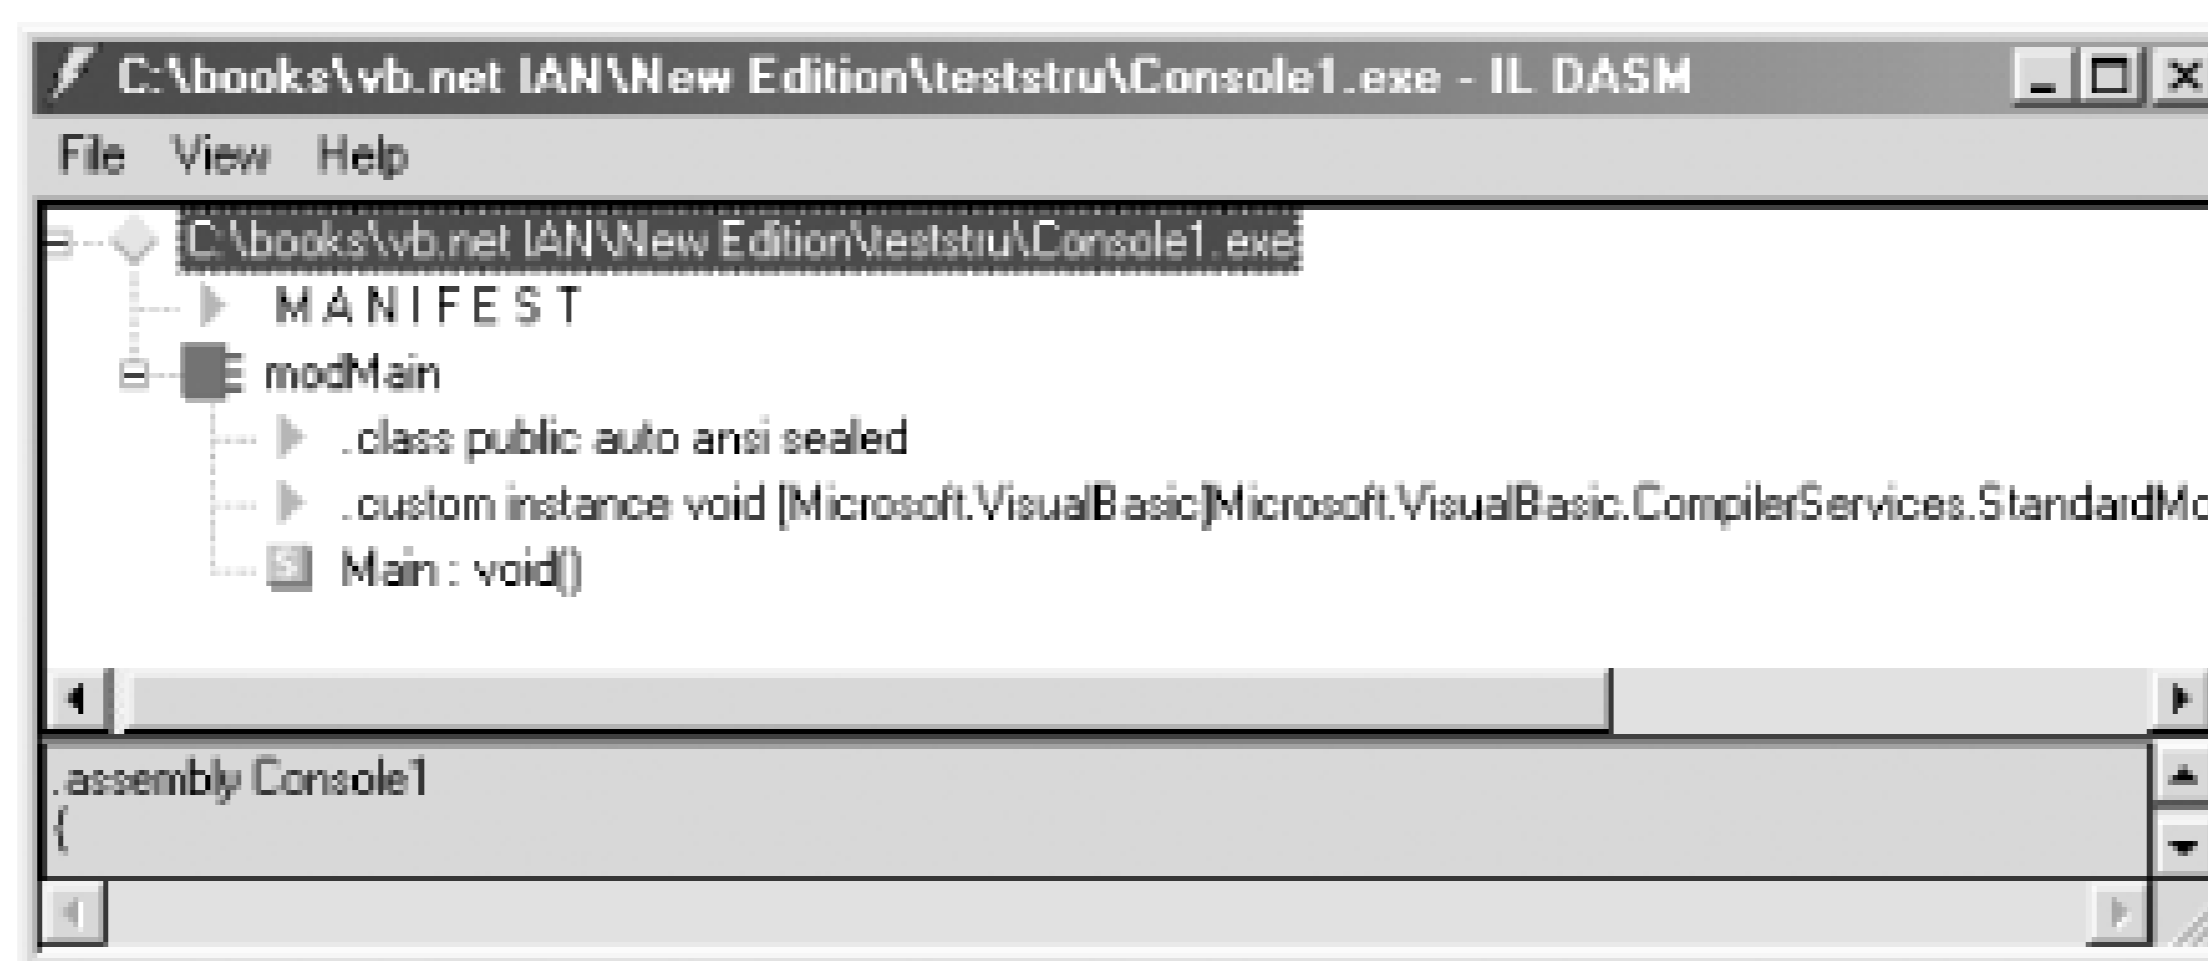 C:\books\vb.net IAN\New Edition\teststru\Console1.exe - IL DASM
File View Help
C:\books\vb.net IAN\New Edition\teststru\Console1.exe
M A N I F E S T
modMain
.class public auto ansi sealed
.custom instance void [Microsoft.VisualBasic]Microsoft.VisualBasic.CompilerServices.StandardMo
S
Main : void()
.assembly Console1
{